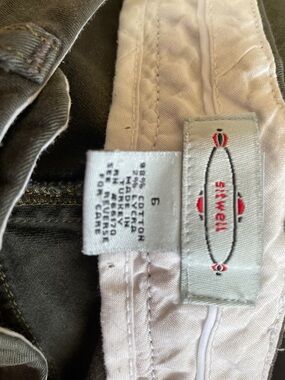 sitwell
6
98% COTTON
2% LYCRA
MADE IN
TURKEY
SEE REVERSE
FOR CARE